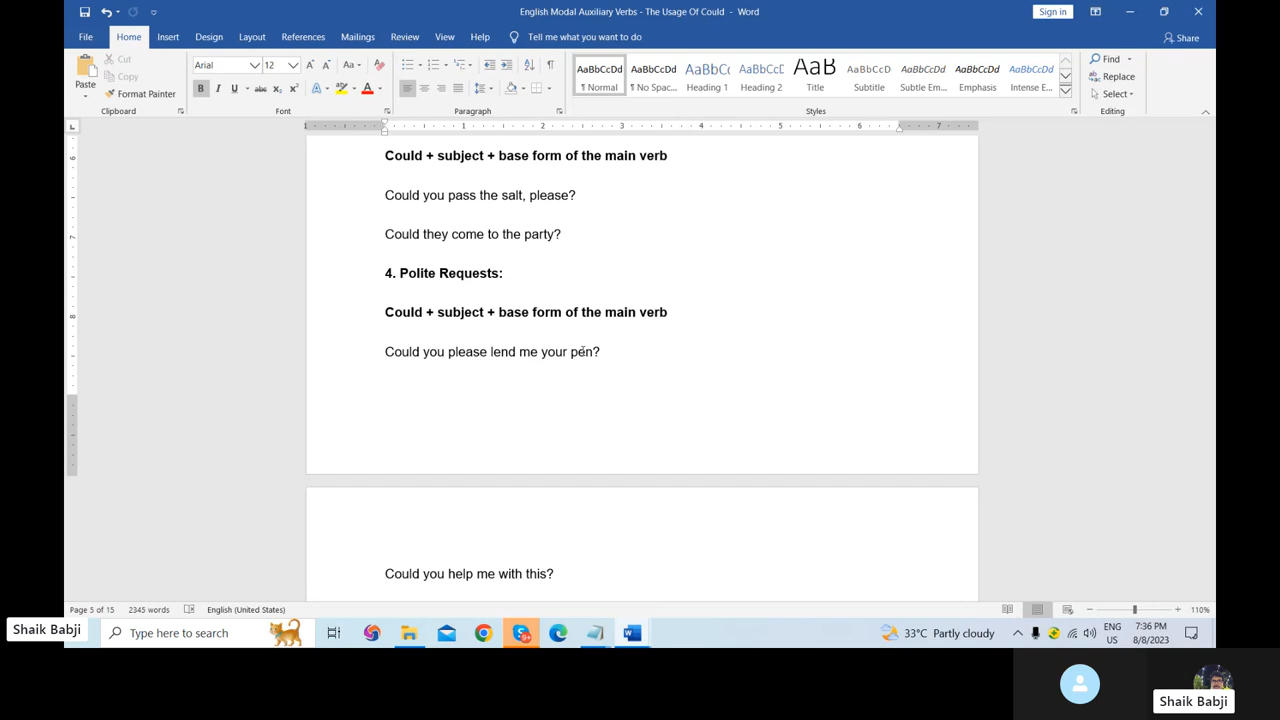 English Modal Auxiliary Verbs - The Usage Of Could - Word
Sign in
File Home Insert Design Layout References Mailings Review View Help Tell me what you want to do
Share
Paste
Cut
Copy
Format Painter
Clipboard
Arial 12
Font
Paragraph
AaBbCcDd AaBbCcDd AaBbCc AaBbCcC AaB AaBbCcD AaBbCcDd AaBbCcDd AaBbCcDd
¶ Normal ¶ No Spac... Heading 1 Heading 2 Title Subtitle Subtle Em... Emphasis Intense E...
Styles
Find
Replace
Select
Editing
Could + subject + base form of the main verb
Could you pass the salt, please?
Could they come to the party?
4. Polite Requests:
Could + subject + base form of the main verb
Could you please lend me your pen?
Could you help me with this?
Page 5 of 15 2345 words English (United States)
110%
Shaik Babji
Type here to search
33°C Partly cloudy
ENG
US
7:36 PM
8/8/2023
Shaik Babji